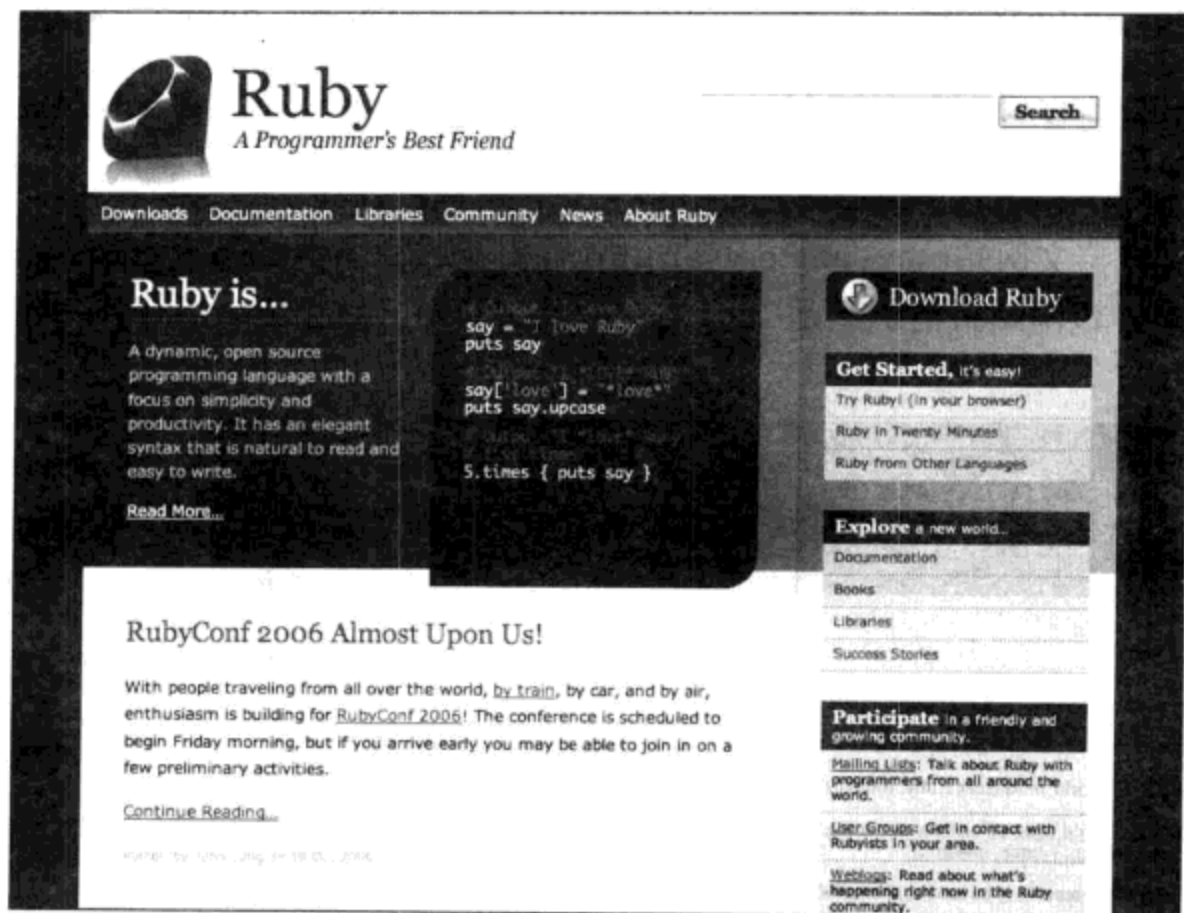 Ruby
A Programmer's Best Friend
Search
Downloads Documentation Libraries Community News About Ruby
Ruby is...
A dynamic, open source
programming language with a
focus on simplicity and
productivity. It has an elegant
syntax that is natural to read and
easy to write.
Read More...
say = "I love Ruby"
puts say
say['love'] = "*love*"
puts say.upcase
5.times { puts say }
Download Ruby
Get Started, it's easy!
Try Ruby! (in your browser)
Ruby in Twenty Minutes
Ruby from Other Languages
Explore a new world...
Documentation
Books
Libraries
Success Stories
Participate in a friendly and
growing community.
Mailing Lists: Talk about Ruby with
programmers from all around the
world.
User Groups: Get in contact with
Rubyists in your area.
Weblogs: Read about what's
happening right now in the Ruby
community.
RubyConf 2006 Almost Upon Us!
With people traveling from all over the world, by train, by car, and by air,
enthusiasm is building for RubyConf 2006! The conference is scheduled to
begin Friday morning, but if you arrive early you may be able to join in on a
few preliminary activities.
Continue Reading...